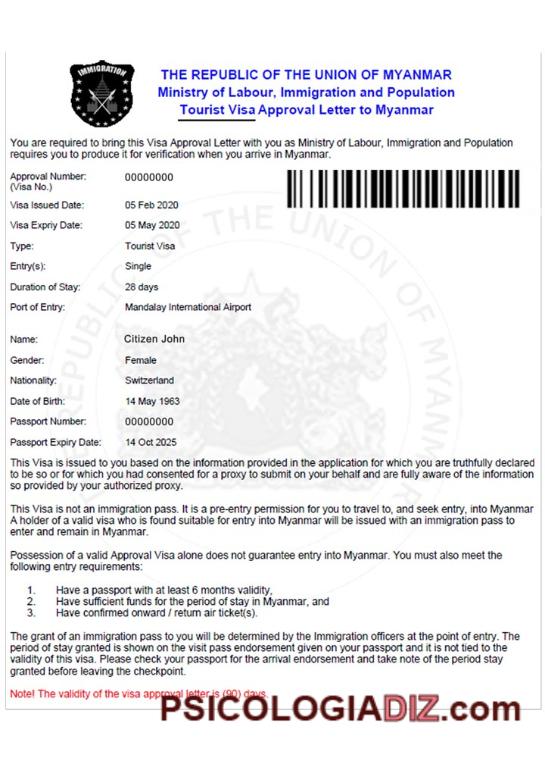 IMMIGRATION
THE REPUBLIC OF THE UNION OF MYANMAR
Ministry of Labour, Immigration and Population
Tourist Visa Approval Letter to Myanmar
You are required to bring this Visa Approval Letter with you as Ministry of Labour, Immigration and Population
requires you to produce it for verification when you arrive in Myanmar.
Approval Number: 00000000
(Visa No.)
Visa Issued Date: 05 Feb 2020
Visa Expriy Date: 05 May 2020
Type: Tourist Visa
Entry(s): Single
Duration of Stay: 28 days
Port of Entry: Mandalay International Airport
Name: Citizen John
Gender: Female
Nationality: Switzerland
Date of Birth: 14 May 1963
Passport Number: 00000000
Passport Expiry Date: 14 Oct 2025
REPUBLIC OF THE UNION OF MYANMAR
This Visa is issued to you based on the information provided in the application for which you are truthfully declared
to be so or for which you had consented for a proxy to submit on your behalf and are fully aware of the information
so provided by your authorized proxy.
This Visa is not an immigration pass. It is a pre-entry permission for you to travel to, and seek entry, into Myanmar
A holder of a valid visa who is found suitable for entry into Myanmar will be issued with an immigration pass to
enter and remain in Myanmar.
Possession of a valid Approval Visa alone does not guarantee entry into Myanmar. You must also meet the
following entry requirements:
1. Have a passport with at least 6 months validity,
2. Have sufficient funds for the period of stay in Myanmar, and
3. Have confirmed onward / return air ticket(s).
The grant of an immigration pass to you will be determined by the Immigration officers at the point of entry. The
period of stay granted is shown on the visit pass endorsement given on your passport and it is not tied to the
validity of this visa. Please check your passport for the arrival endorsement and take note of the period stay
granted before leaving the checkpoint.
Note! The validity of the visa approval letter is (90) days.
PSICOLOGIADIZ.com